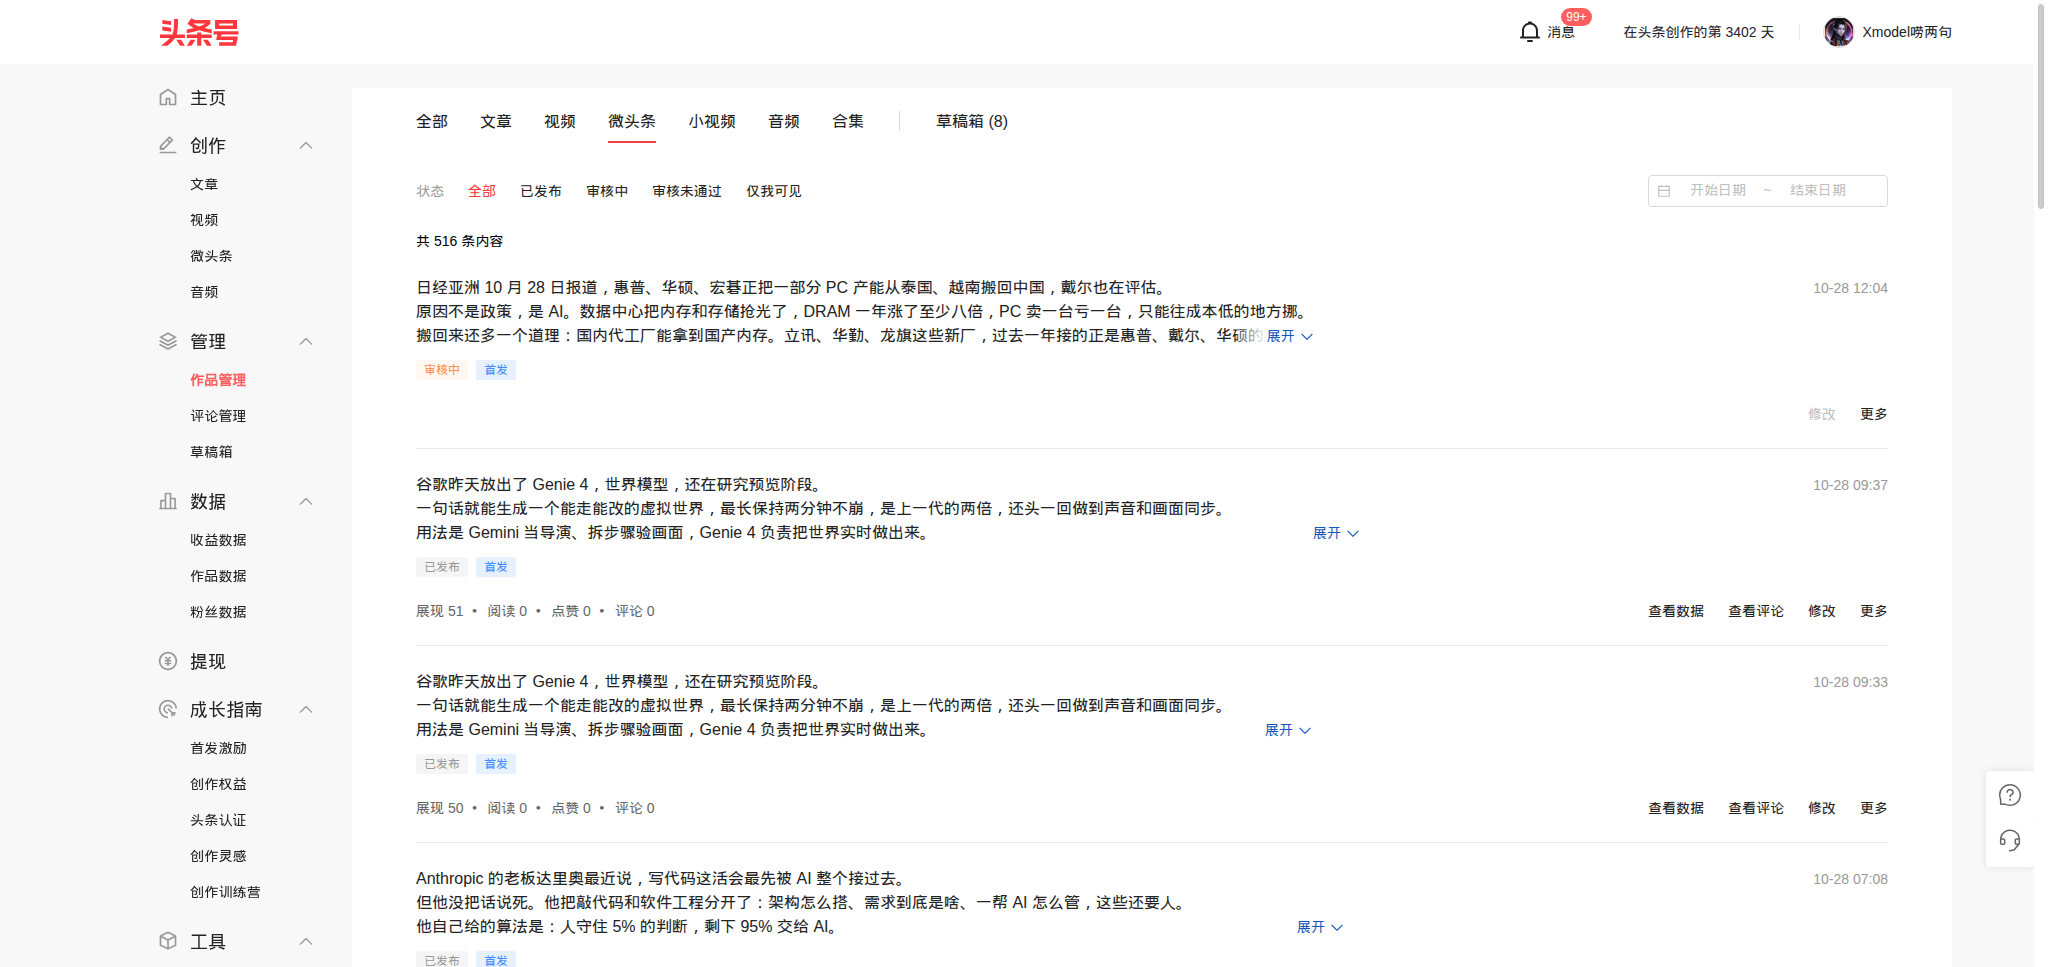 头条号
99+
消息
在头条创作的第 3402 天
Xmodel唠两句
主页
创作
文章
视频
微头条
音频
管理
作品管理
评论管理
草稿箱
数据
收益数据
作品数据
粉丝数据
提现
成长指南
首发激励
创作权益
头条认证
创作灵感
创作训练营
工具
全部 文章 视频 微头条 小视频 音频 合集 草稿箱 (8)
状态 全部 已发布 审核中 审核未通过 仅我可见
开始日期 ~ 结束日期
共 516 条内容
日经亚洲 10 月 28 日报道，惠普、华硕、宏碁正把一部分 PC 产能从泰国、越南搬回中国，戴尔也在评估。
10-28 12:04
原因不是政策，是 AI。数据中心把内存和存储抢光了，DRAM 一年涨了至少八倍，PC 卖一台亏一台，只能往成本低的地方挪。
搬回来还多一个道理：国内代工厂能拿到国产内存。立讯、华勤、龙旗这些新厂，过去一年接的正是惠普、戴尔、华硕的 展开
审核中 首发
修改 更多
谷歌昨天放出了 Genie 4，世界模型，还在研究预览阶段。
10-28 09:37
一句话就能生成一个能走能改的虚拟世界，最长保持两分钟不崩，是上一代的两倍，还头一回做到声音和画面同步。
用法是 Gemini 当导演、拆步骤验画面，Genie 4 负责把世界实时做出来。 展开
已发布 首发
展现 51 • 阅读 0 • 点赞 0 • 评论 0
查看数据 查看评论 修改 更多
谷歌昨天放出了 Genie 4，世界模型，还在研究预览阶段。
10-28 09:33
一句话就能生成一个能走能改的虚拟世界，最长保持两分钟不崩，是上一代的两倍，还头一回做到声音和画面同步。
用法是 Gemini 当导演、拆步骤验画面，Genie 4 负责把世界实时做出来。 展开
已发布 首发
展现 50 • 阅读 0 • 点赞 0 • 评论 0
查看数据 查看评论 修改 更多
Anthropic 的老板达里奥最近说，写代码这活会最先被 AI 整个接过去。
10-28 07:08
但他没把话说死。他把敲代码和软件工程分开了：架构怎么搭、需求到底是啥、一帮 AI 怎么管，这些还要人。
他自己给的算法是：人守住 5% 的判断，剩下 95% 交给 AI。 展开
已发布 首发